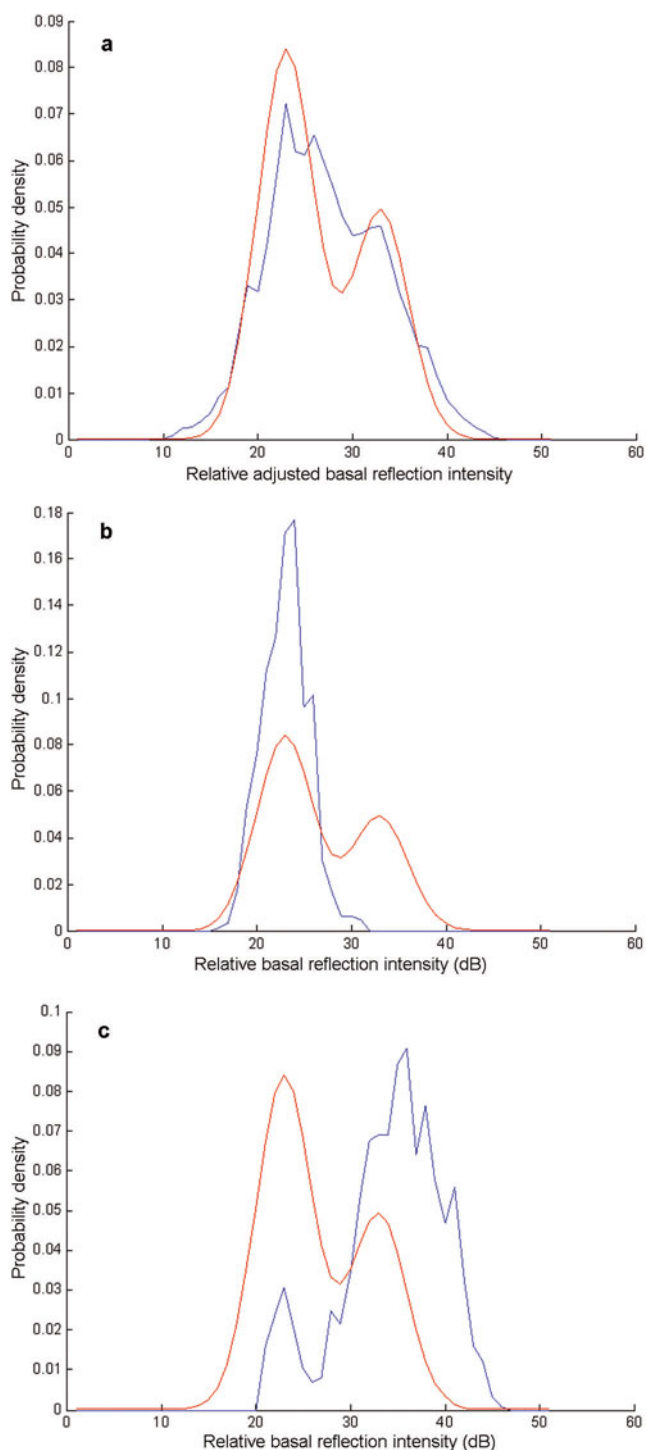 a
0.09
0.08
0.07
0.06
0.05
0.04
0.03
0.02
0.01
0
Probability density
0 10 20 30 40 50 60
Relative adjusted basal reflection intensity
b
0.18
0.16
0.14
0.12
0.1
0.08
0.06
0.04
0.02
0
Probability density
0 10 20 30 40 50 60
Relative basal reflection intensity (dB)
c
0.1
0.09
0.08
0.07
0.06
0.05
0.04
0.03
0.02
0.01
0
Probability density
0 10 20 30 40 50 60
Relative basal reflection intensity (dB)